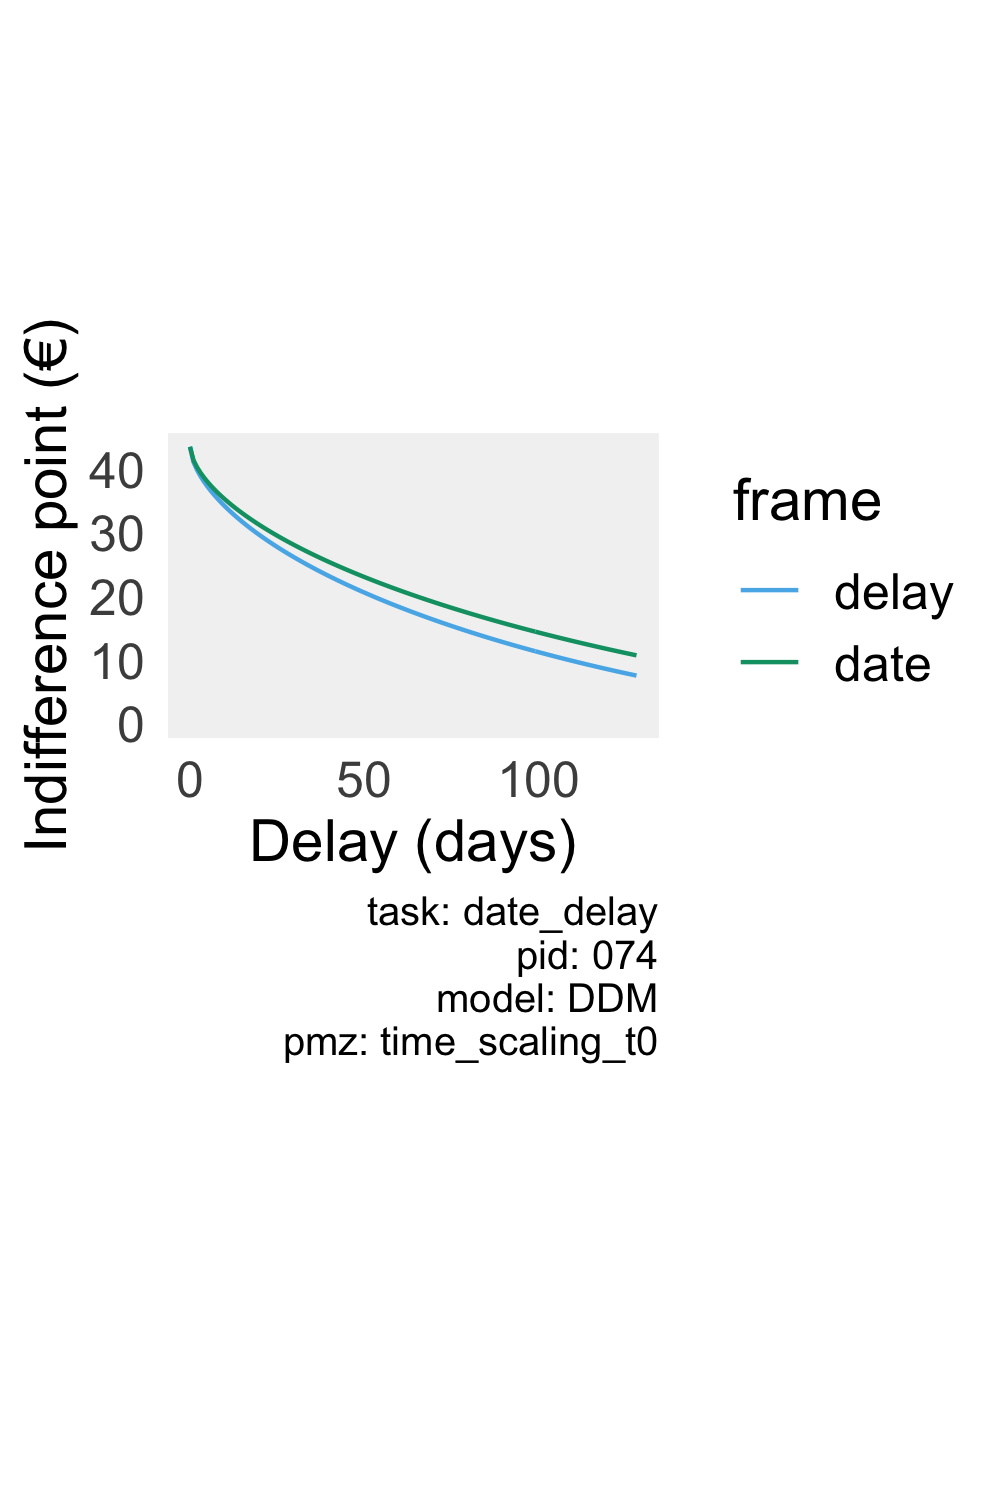 Indifference point (€)
40
30
20
10
0
0 50 100
Delay (days)
frame
delay
date
task: date_delay
pid: 074
model: DDM
pmz: time_scaling_t0